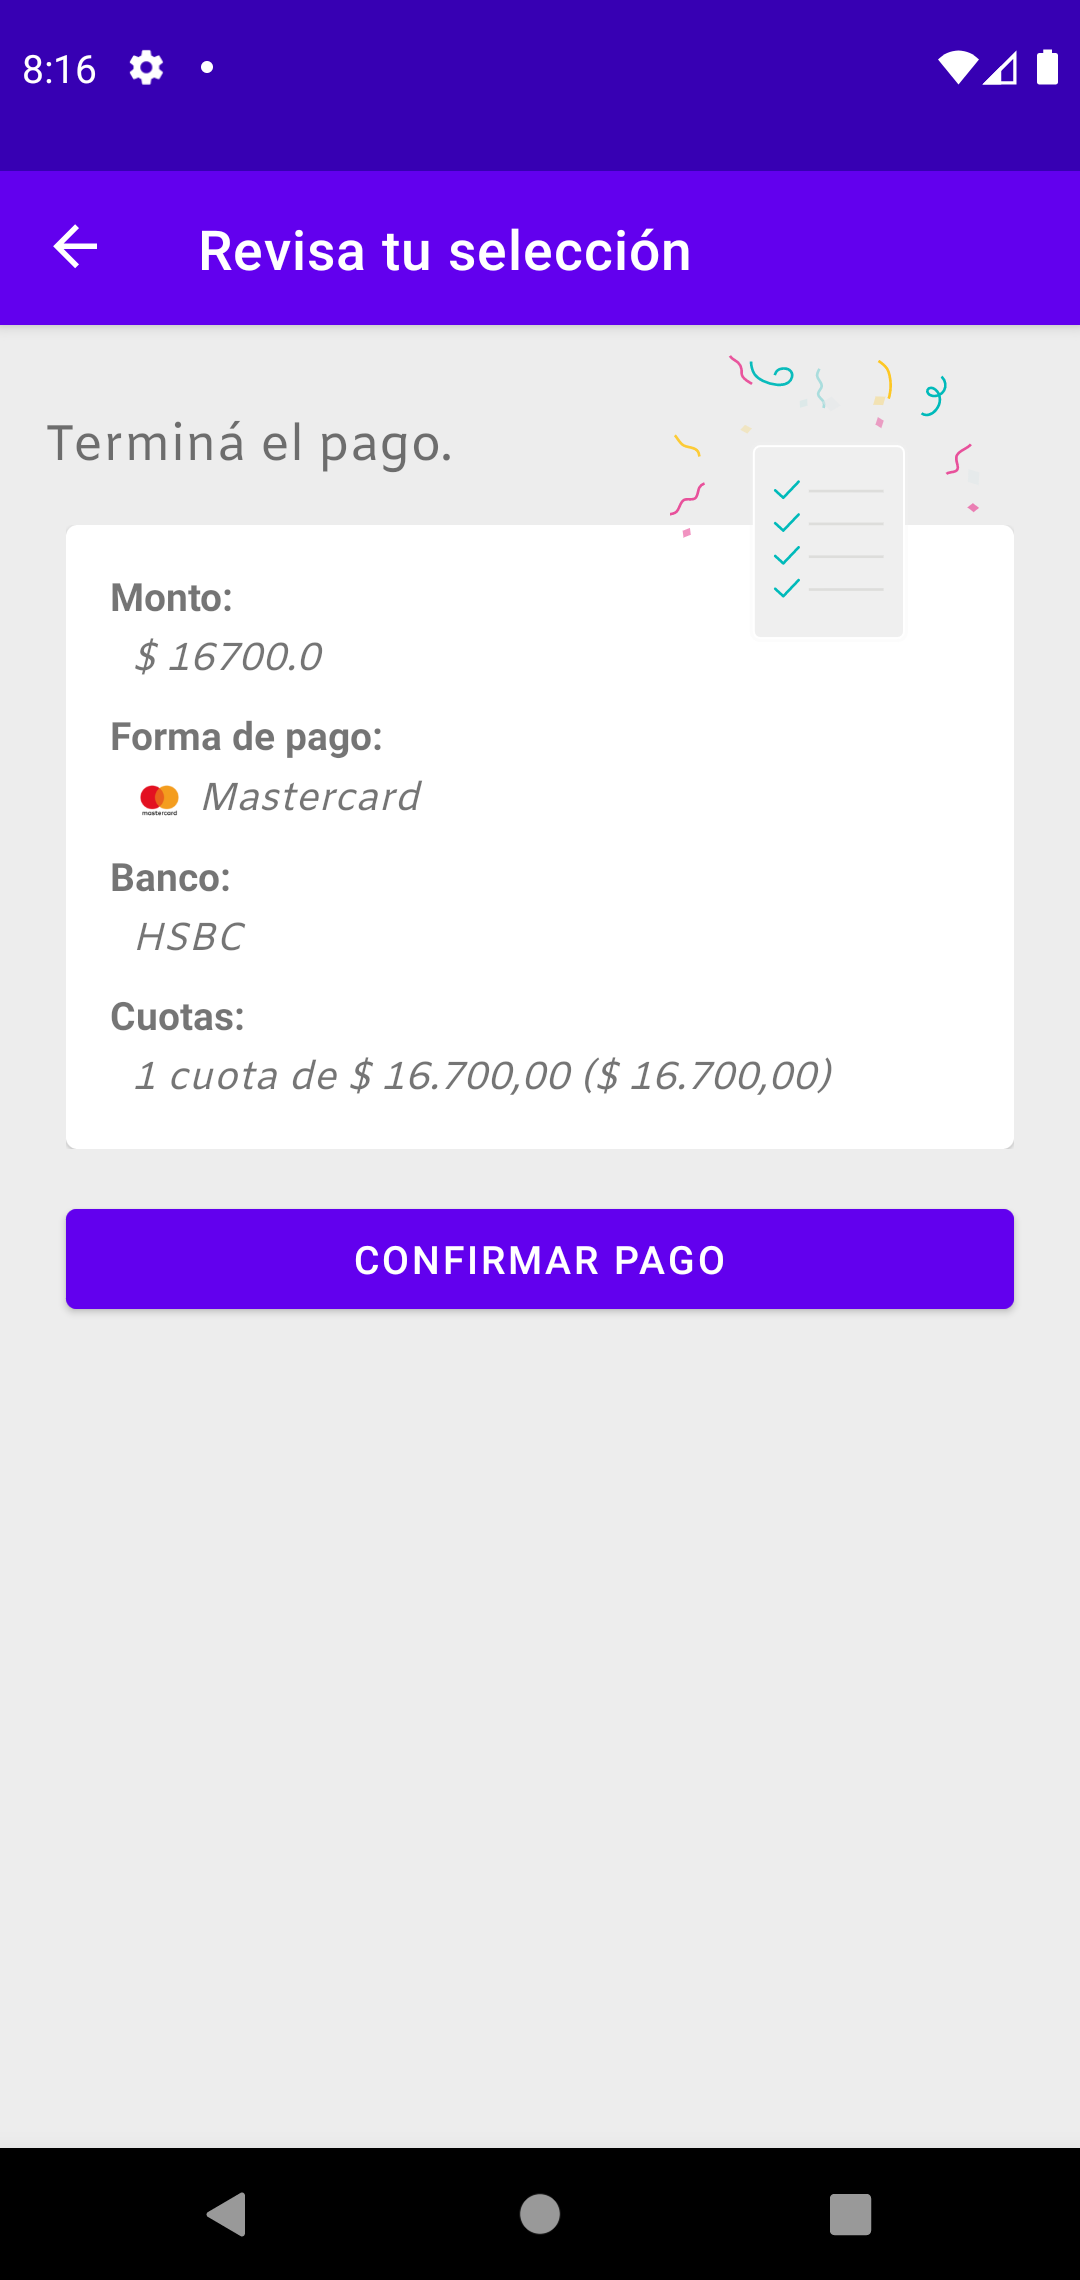 8:16
Revisa tu selección
Terminá el pago.
Monto:
$ 16700.0
Forma de pago:
mastercard Mastercard
Banco:
HSBC
Cuotas:
1 cuota de $ 16.700,00 ($ 16.700,00)
CONFIRMAR PAGO